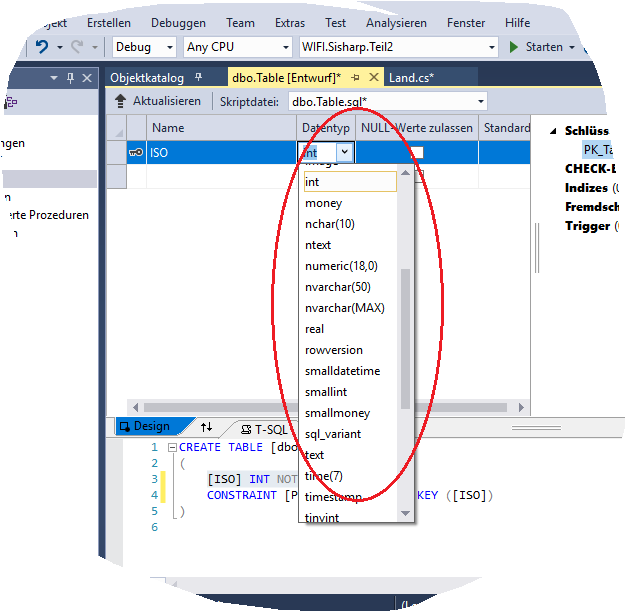 ojekt Erstellen Debuggen Team Extras Test Analysieren Fenster Hilfe
Debug Any CPU WIFI.Sisharp.Teil2 Starten
Objektkatalog dbo.Table [Entwurf]* Land.cs*
Aktualisieren Skriptdatei: dbo.Table.sql*
Name Datentyp NULL-Werte zulassen Standard
ISO int
image
int
money
nchar(10)
ntext
numeric(18,0)
nvarchar(50)
nvarchar(MAX)
real
rowversion
smalldatetime
smallint
smallmoney
sql_variant
text
time(7)
timestamp
tinyint
ngen
n
erte Prozeduren
n
Schlüss
PK_Ta
CHECK-E
Indizes (
Fremdsch
Trigger (
Design T-SQL
1 CREATE TABLE [dbo
2 (
3 [ISO] INT NOT
4 CONSTRAINT [P KEY ([ISO])
5 )
6